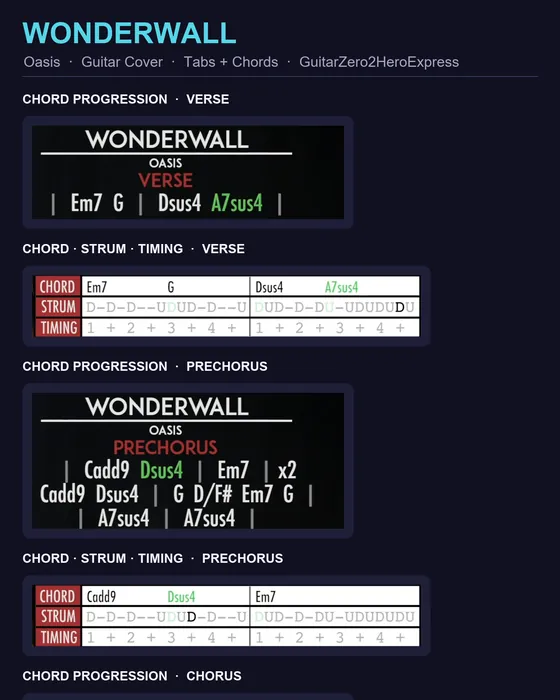 WONDERWALL
Oasis · Guitar Cover · Tabs + Chords · GuitarZero2HeroExpress
CHORD PROGRESSION · VERSE
WONDERWALL
OASIS
VERSE
| Em7 G | Dsus4 A7sus4 |
CHORD · STRUM · TIMING · VERSE
CHORD Em7 G Dsus4 A7sus4
STRUM D-D-D--UDUD-D--U DUD-D-DU-UDUDUDU
TIMING 1 + 2 + 3 + 4 + 1 + 2 + 3 + 4 +
CHORD PROGRESSION · PRECHORUS
WONDERWALL
OASIS
PRECHORUS
| Cadd9 Dsus4 | Em7 | x2
Cadd9 Dsus4 | G D/F# Em7 G |
| A7sus4 | A7sus4 |
CHORD · STRUM · TIMING · PRECHORUS
CHORD Cadd9 Dsus4 Em7
STRUM D-D-D--UDUD-D--U DUD-D-DU-UDUDUDU
TIMING 1 + 2 + 3 + 4 + 1 + 2 + 3 + 4 +
CHORD PROGRESSION · CHORUS